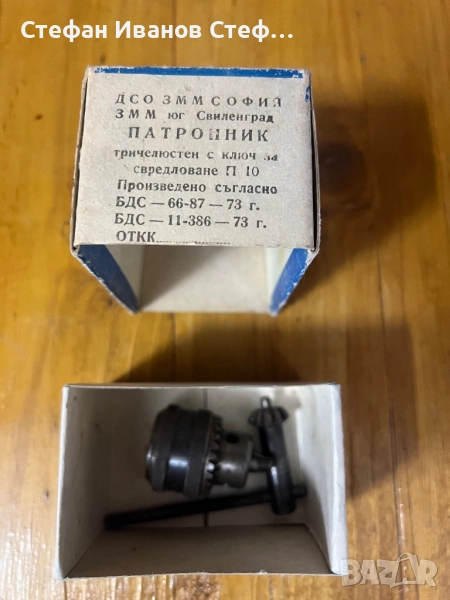 Стефан Иванов Стеф...
ДСО ЗММ СОФИЯ
ЗММ юг Свиленград
ПАТРОННИК
тричелюстен с ключ за
свредловане П 10
Произведено съгласно
БДС — 66-87 — 73 г.
БДС — 11-386 — 73 г.
ОТКК
BAZAR